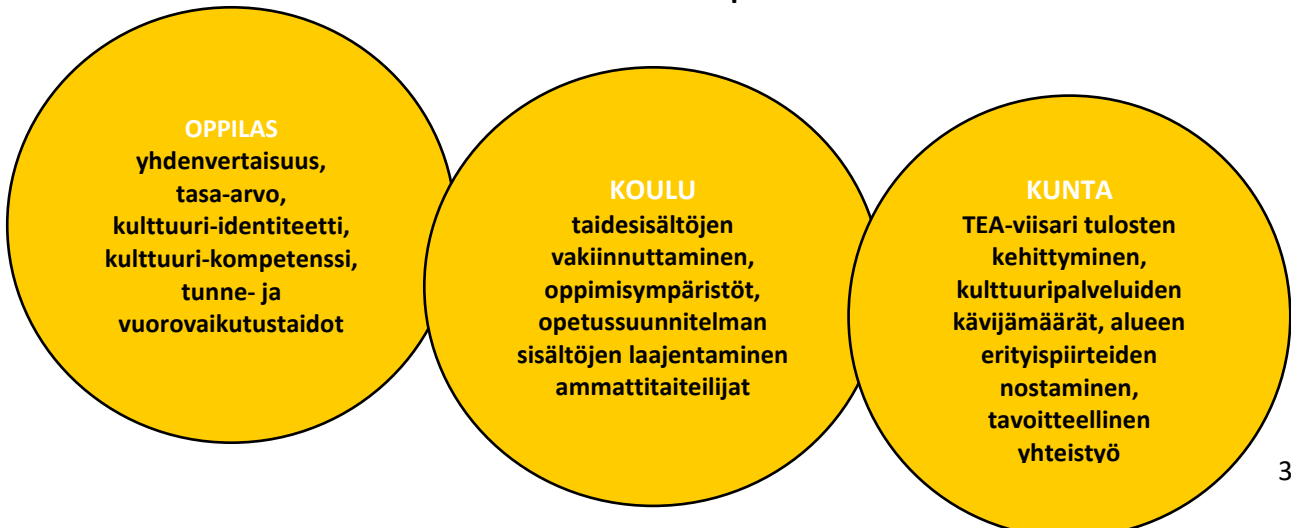 OPPILAS
yhdenvertaisuus,
tasa-arvo,
kulttuuri-identiteetti,
kulttuuri-kompetenssi,
tunne- ja
vuorovaikutustaidot
KOULU
taidesisältöjen
vakiinnuttaminen,
oppimisympäristöt,
opetussuunnitelman
sisältöjen laajentaminen
ammattitaiteilijat
KUNTA
TEA-viisari tulosten
kehittyminen,
kulttuuripalveluiden
kävijämäärät, alueen
erityispiirteiden
nostaminen,
tavoitteellinen
yhteistyö
3